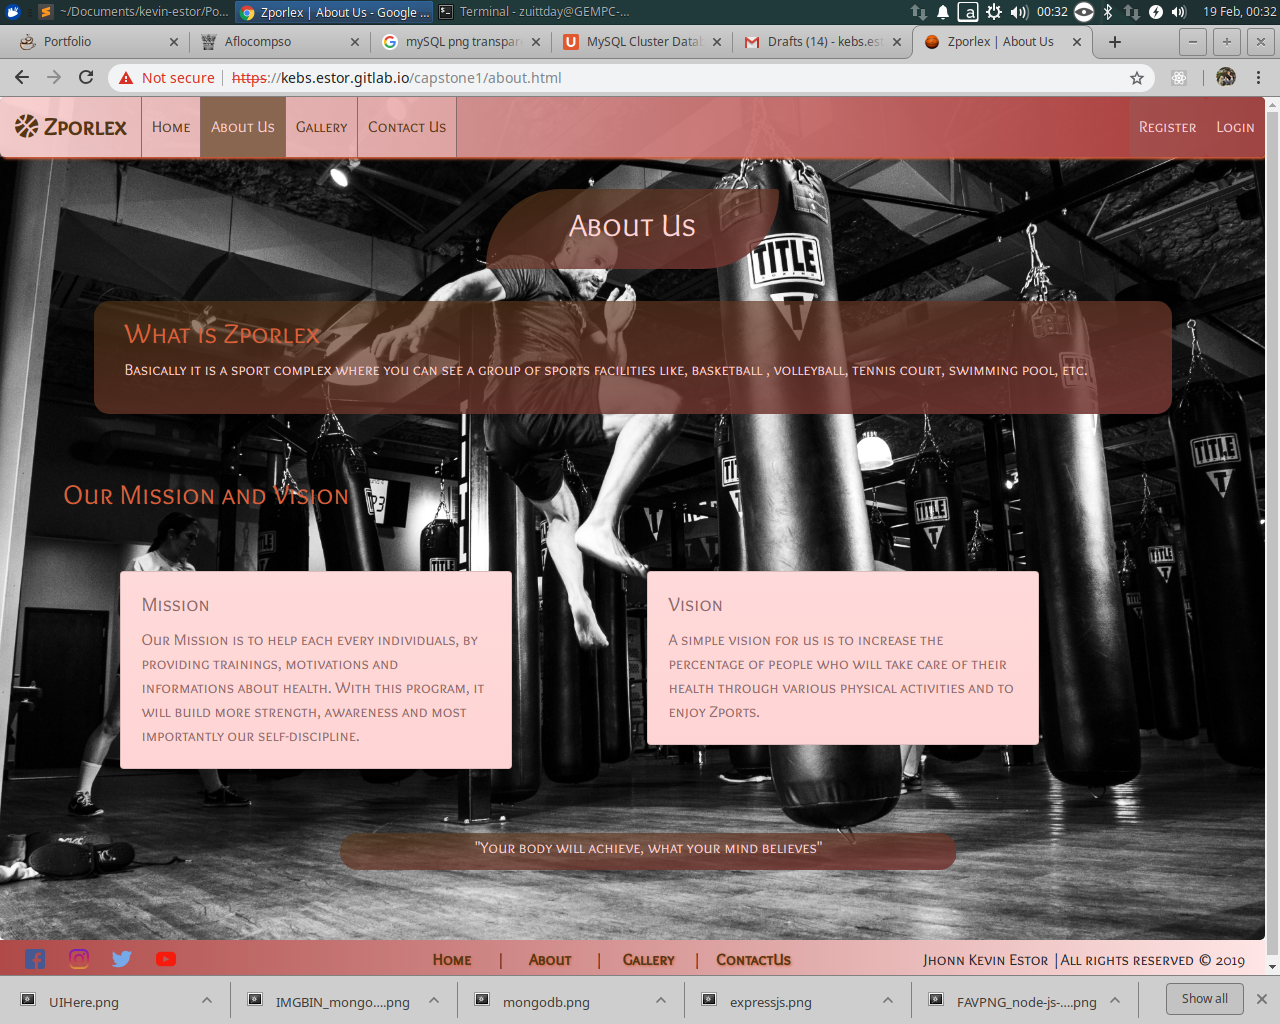 ~/Documents/kevin-estor/Po...
Zporlex | About Us - Google ...
Terminal - zuittday@GEMPC-...
a
00:32
19 Feb, 00:32
Portfolio
Aflocompso
mySQL png transpar
MySQL Cluster Datab
Drafts (14) - kebs.est
Zporlex | About Us
Not secure
https://kebs.estor.gitlab.io/capstone1/about.html
Zporlex
Home
About Us
Gallery
Contact Us
Register
Login
About Us
TITLE
T
What is Zporlex
Basically it is a sport complex where you can see a group of sports facilities like, basketball , volleyball, tennis court, swimming pool, etc.
TITLE
TITLE
TITLE
TITLE
TITLE
Our Mission and Vision
Mission
Our Mission is to help each every individuals, by
providing trainings, motivations and
informations about health. With this program, it
will build more strength, awareness and most
importantly our self-discipline.
Vision
A simple vision for us is to increase the
percentage of people who will take care of their
health through various physical activities and to
enjoy Zports.
"Your body will achieve, what your mind believes"
Home | About | Gallery | ContactUs
Jhonn Kevin Estor |All rights reserved © 2019
UIHere.png
IMGBIN_mongo....png
mongodb.png
expressjs.png
FAVPNG_node-js-....png
Show all